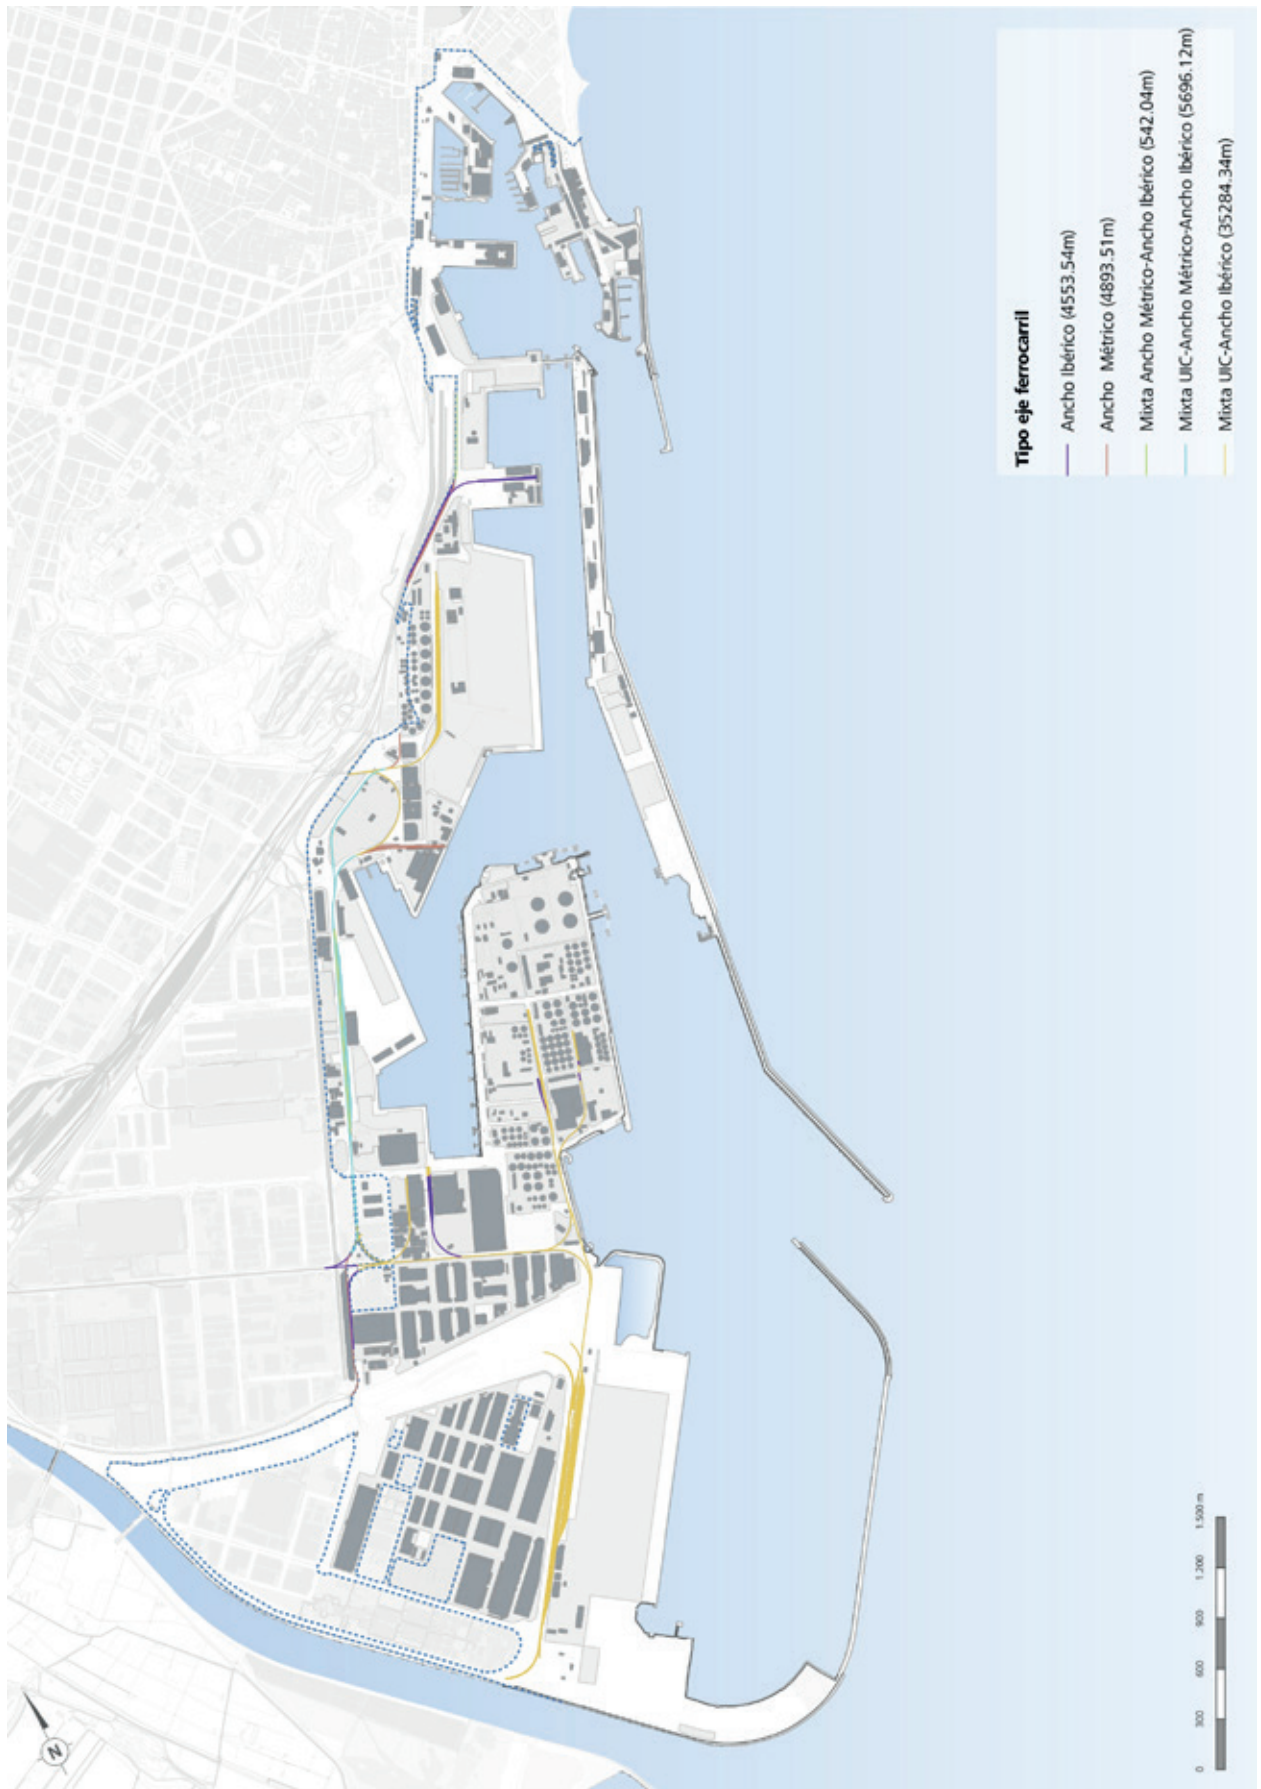 Tipo eje ferrocarril
Ancho Ibérico (4553.54m)
Ancho Métrico (4893.51m)
Mixta Ancho Métrico-Ancho Ibérico (542.04m)
Mixta UIC-Ancho Métrico-Ancho Ibérico (5696.12m)
Mixta UIC-Ancho Ibérico (35284.34m)
0 300 600 900 1.200 1.500 m
N